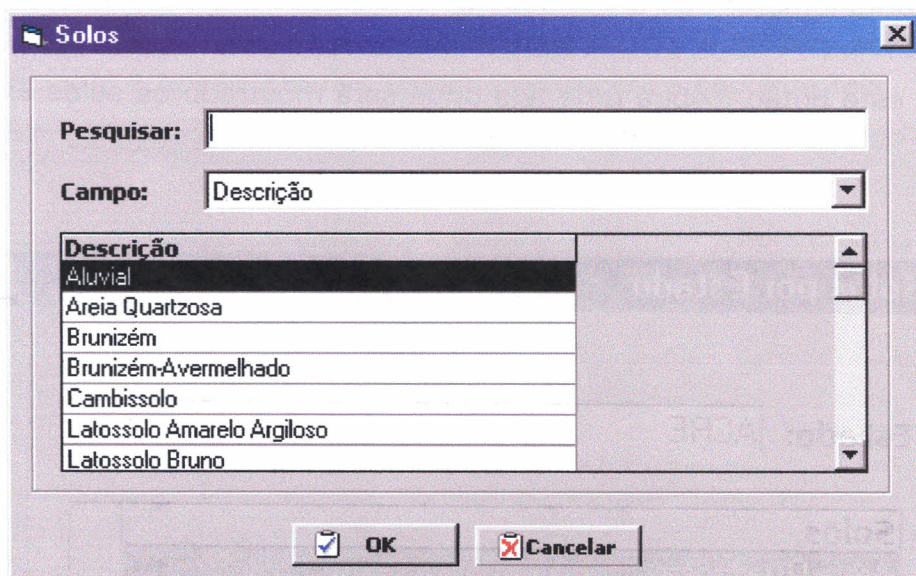 Solos
Pesquisar:
Campo: Descrição
Descrição
Aluvial
Areia Quartzosa
Brunizém
Brunizém-Avermelhado
Cambissolo
Latossolo Amarelo Argiloso
Latossolo Bruno
OK Cancelar